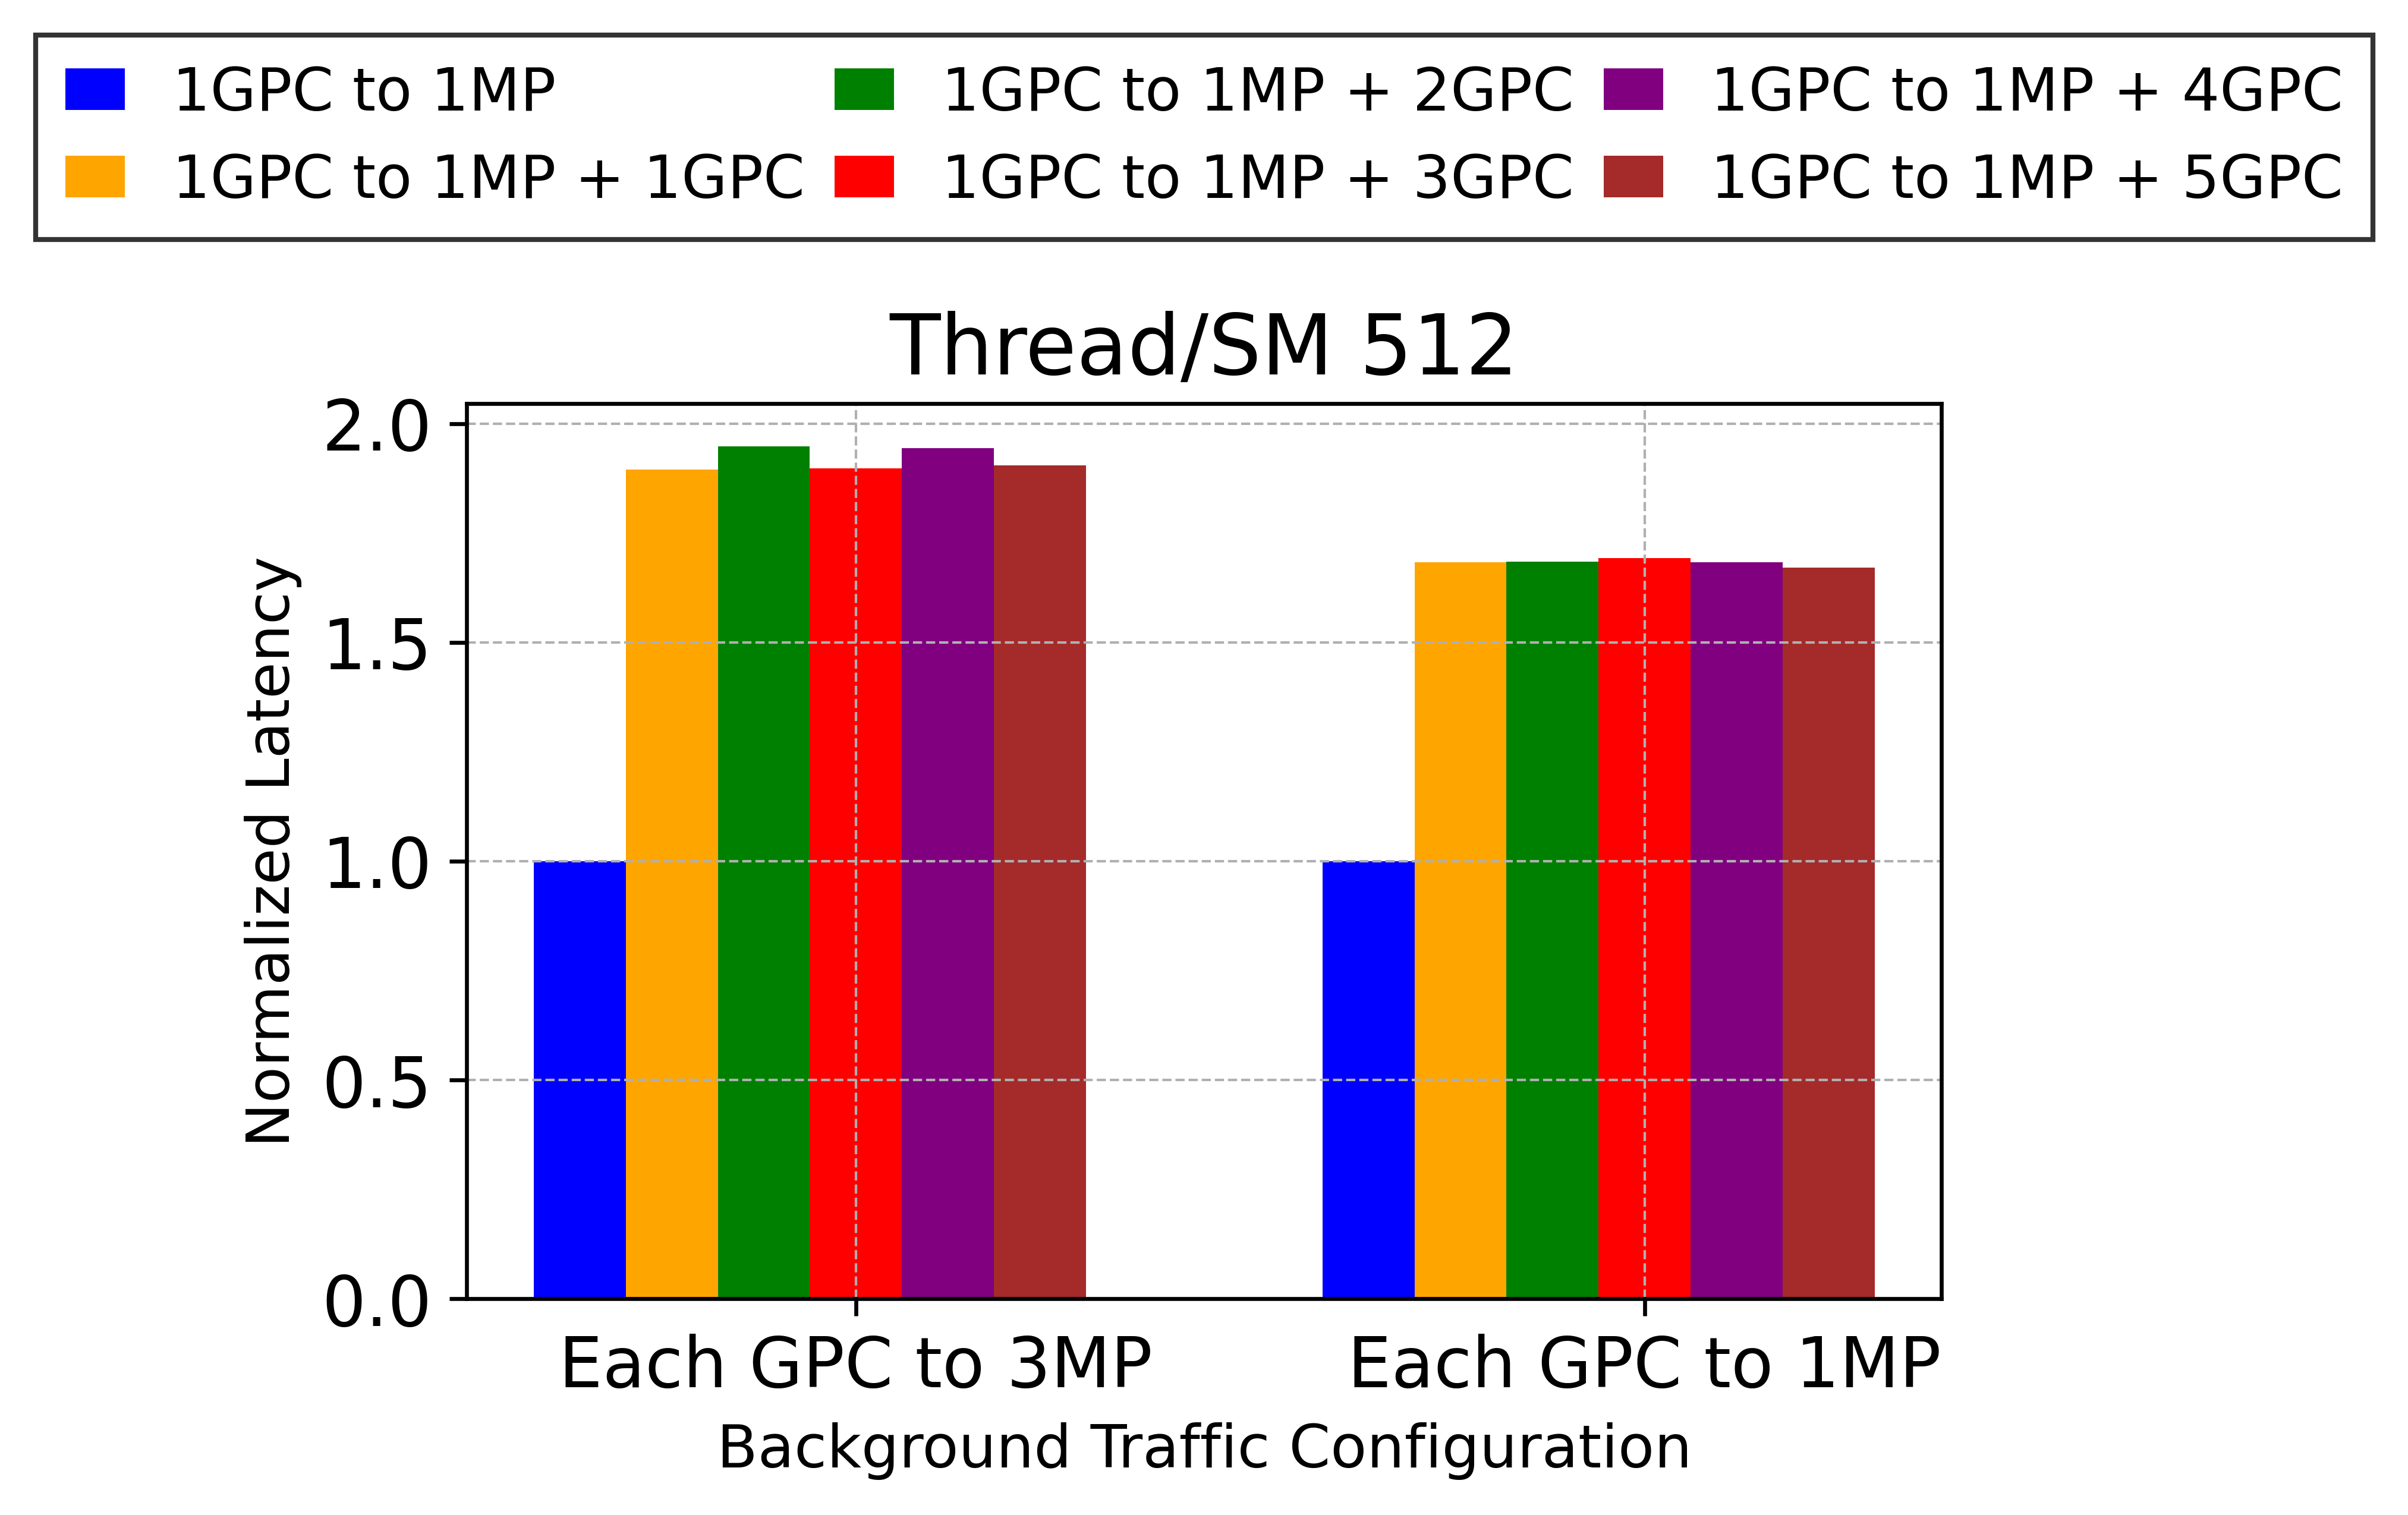 1GPC to 1MP
1GPC to 1MP + 1GPC
1GPC to 1MP + 2GPC
1GPC to 1MP + 3GPC
1GPC to 1MP + 4GPC
1GPC to 1MP + 5GPC
Thread/SM 512
Normalized Latency
2.0
1.5
1.0
0.5
0.0
Each GPC to 3MP
Each GPC to 1MP
Background Traffic Configuration